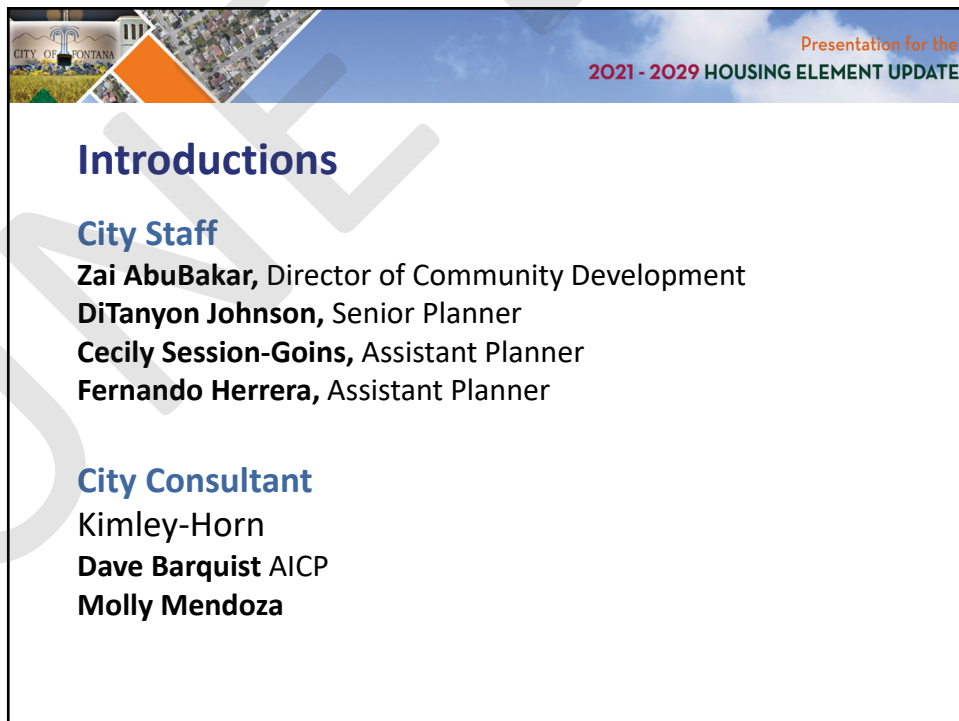 CITY OF FONTANA
Presentation for the
2021 - 2029 HOUSING ELEMENT UPDATE
Introductions
City Staff
Zai AbuBakar, Director of Community Development
DiTanyon Johnson, Senior Planner
Cecily Session-Goins, Assistant Planner
Fernando Herrera, Assistant Planner
City Consultant
Kimley-Horn
Dave Barquist AICP
Molly Mendoza